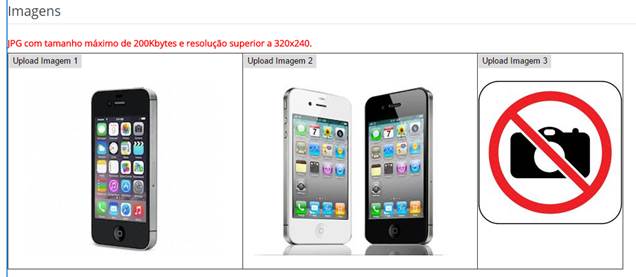 Imagens
JPG com tamanho máximo de 200Kbytes e resolução superior a 320x240.
Upload Imagem 1
Upload Imagem 2
Upload Imagem 3